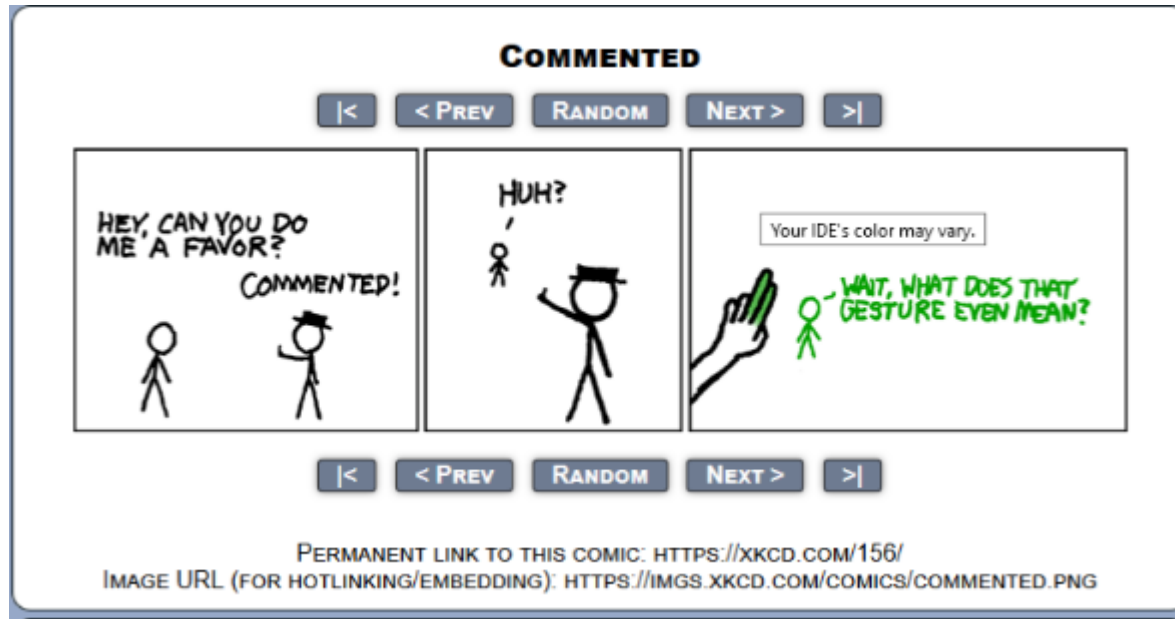 COMMENTED
|< < PREV RANDOM NEXT > >|
HEY, CAN YOU DO
ME A FAVOR?
COMMENTED!
HUH?
Your IDE's color may vary.
WAIT, WHAT DOES THAT
GESTURE EVEN MEAN?
|< < PREV RANDOM NEXT > >|
PERMANENT LINK TO THIS COMIC: HTTPS://XKCD.COM/156/
IMAGE URL (FOR HOTLINKING/EMBEDDING): HTTPS://IMGS.XKCD.COM/COMICS/COMMENTED.PNG